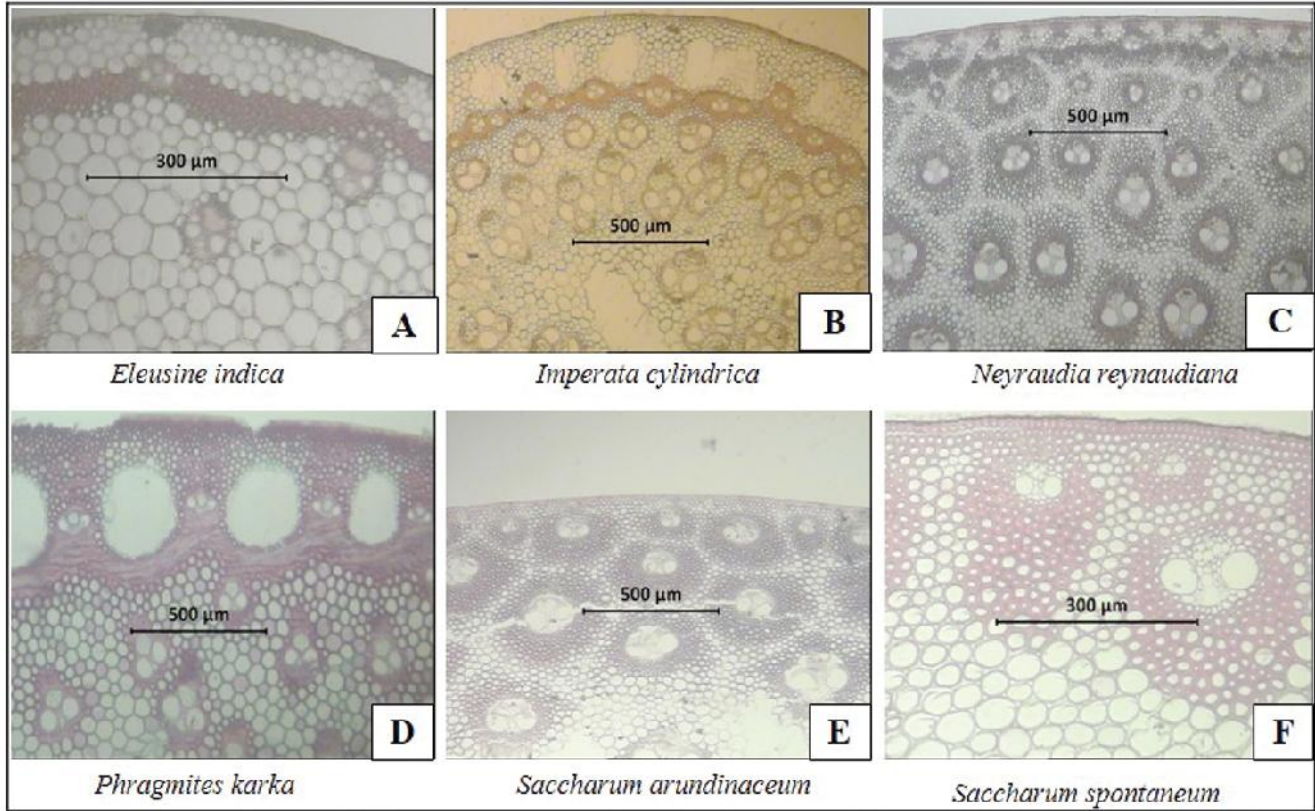 300 µm
A
Eleusine indica
500 µm
B
Imperata cylindrica
500 µm
C
Neyraudia reynaudiana
500 µm
D
Phragmites karka
500 µm
E
Saccharum arundinaceum
300 µm
F
Saccharum spontaneum